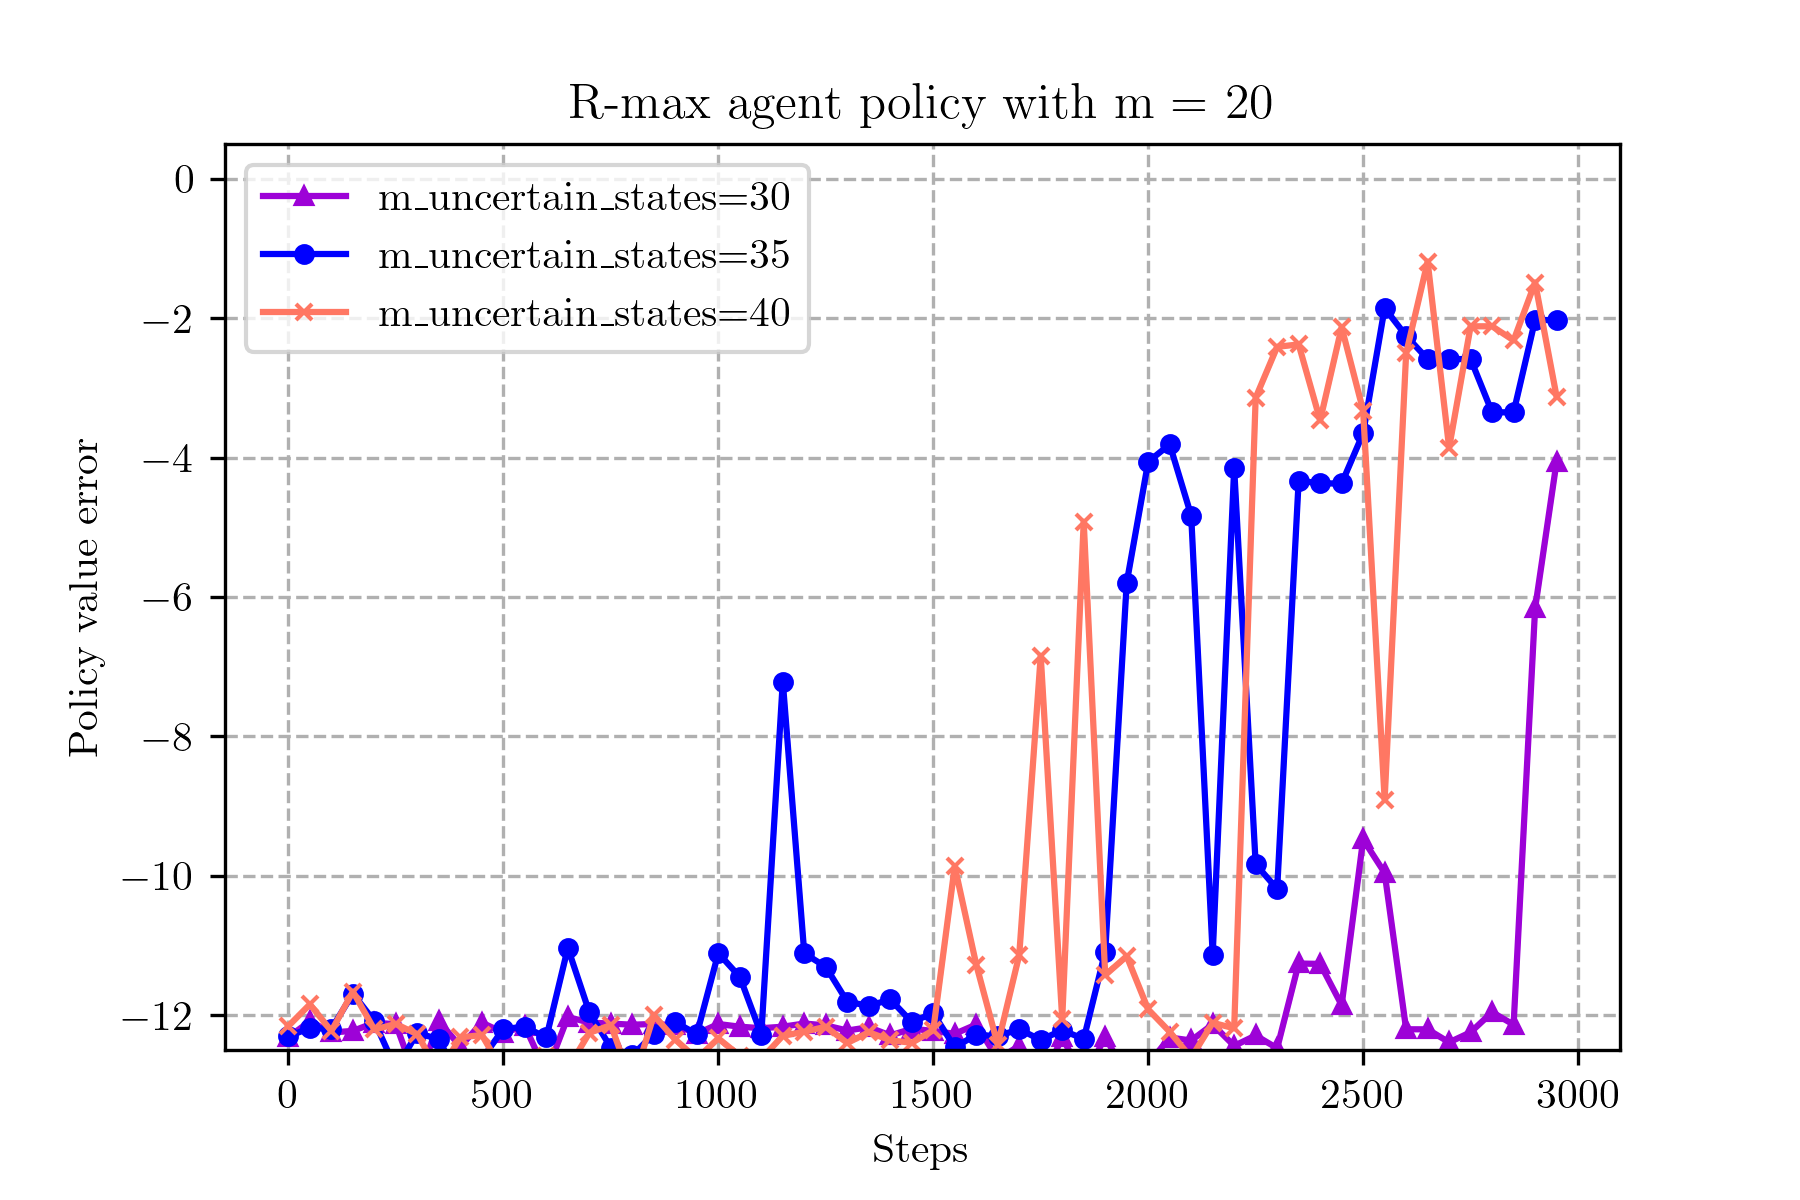 R-max agent policy with m = 20
m_uncertain_states=30
m_uncertain_states=35
m_uncertain_states=40
Policy value error
0
−2
−4
−6
−8
−10
−12
0 500 1000 1500 2000 2500 3000
Steps